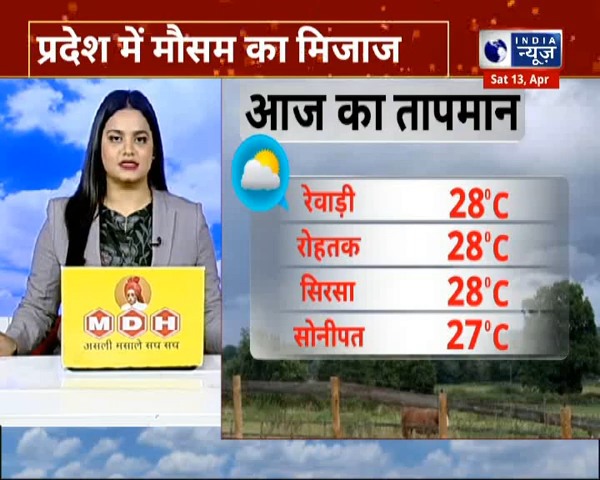 प्रदेश में मौसम का मिजाज
INDIA
न्यूज़
Sat 13, Apr
आज का तापमान
रेवाड़ी 28°C
रोहतक 28°C
सिरसा 28°C
सोनीपत 27°C
MDH
असली मसाले सच सच